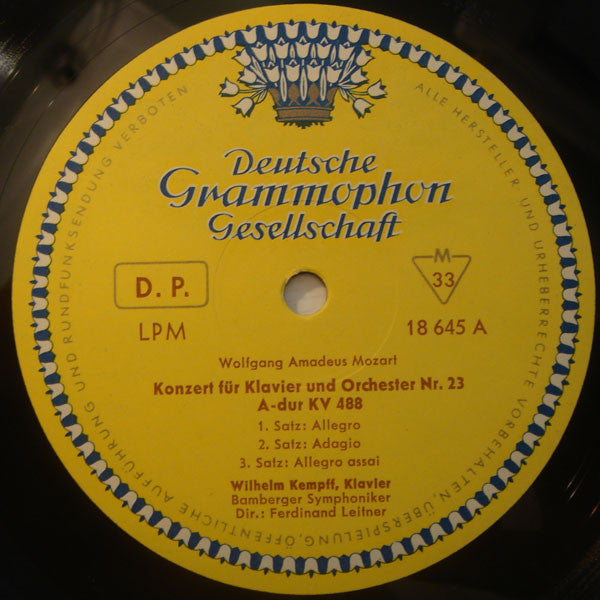 ALLE HERSTELLER- UND URHEBERRECHTE VORBEHALTEN, ÜBERSPIELUNG, ÖFFENTLICHE AUFFÜHRUNG UND RUNDFUNKSENDUNG VERBOTEN
Deutsche
Grammophon
Gesellschaft
D. P.
M
33
LPM
18 645 A
Wolfgang Amadeus Mozart
Konzert für Klavier und Orchester Nr. 23
A-dur KV 488
1. Satz: Allegro
2. Satz: Adagio
3. Satz: Allegro assai
Wilhelm Kempff, Klavier
Bamberger Symphoniker
Dir.: Ferdinand Leitner